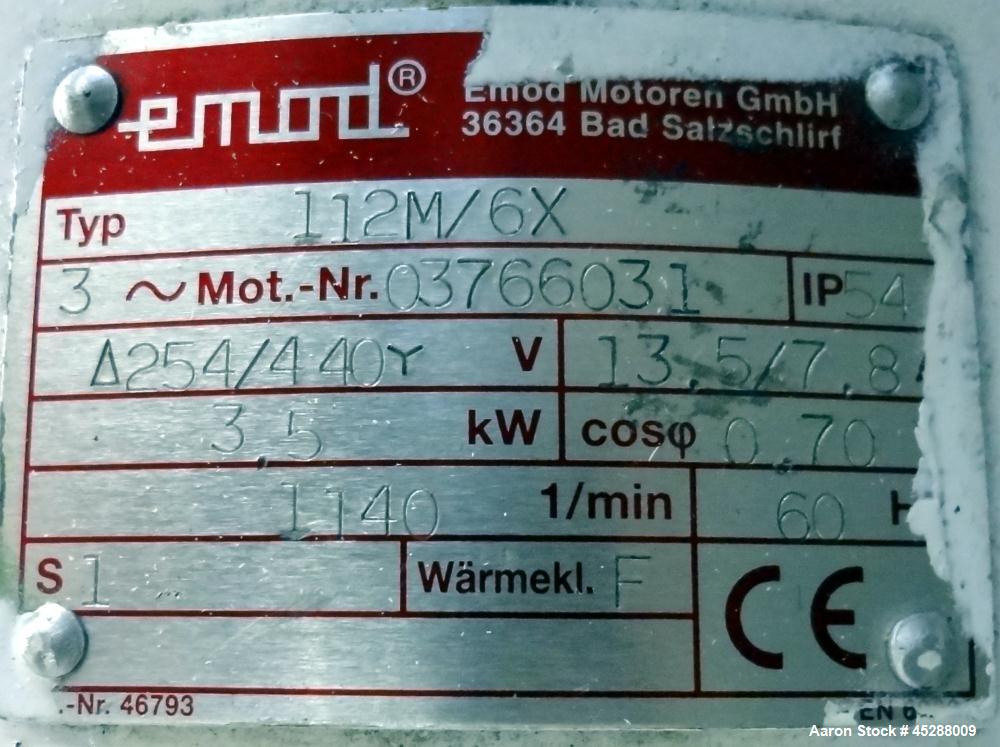 emod®
Emod Motoren GmbH
36364 Bad Salzschlirf
Typ 112M/6X
3 ~ Mot.-Nr. 03766031 IP54
Δ254/440Y V 13.5/7.8
3,5 kW cosφ 0,70
1140 1/min 60
S1 Wärmekl. F
CE
.-Nr. 46793
EN
Aaron Stock # 45288009